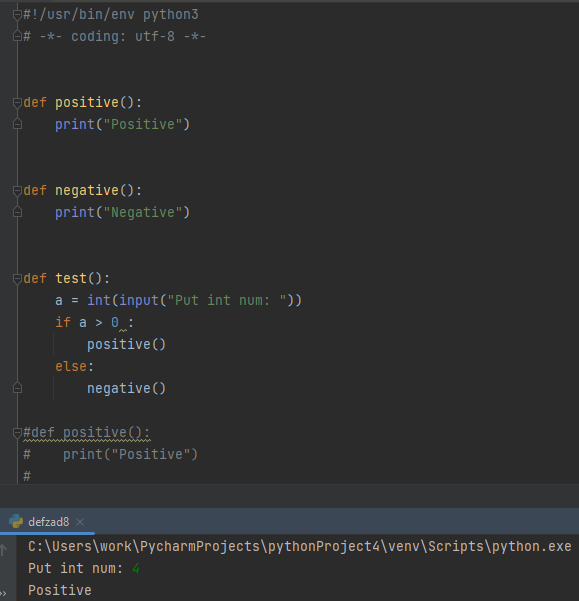 #!/usr/bin/env python3
# -*- coding: utf-8 -*-
def positive():
    print("Positive")
def negative():
    print("Negative")
def test():
    a = int(input("Put int num: "))
    if a > 0 :
        positive()
    else:
        negative()
#def positive():
#    print("Positive")
#
defzad8
C:\Users\work\PycharmProjects\pythonProject4\venv\Scripts\python.exe
Put int num: 4
Positive